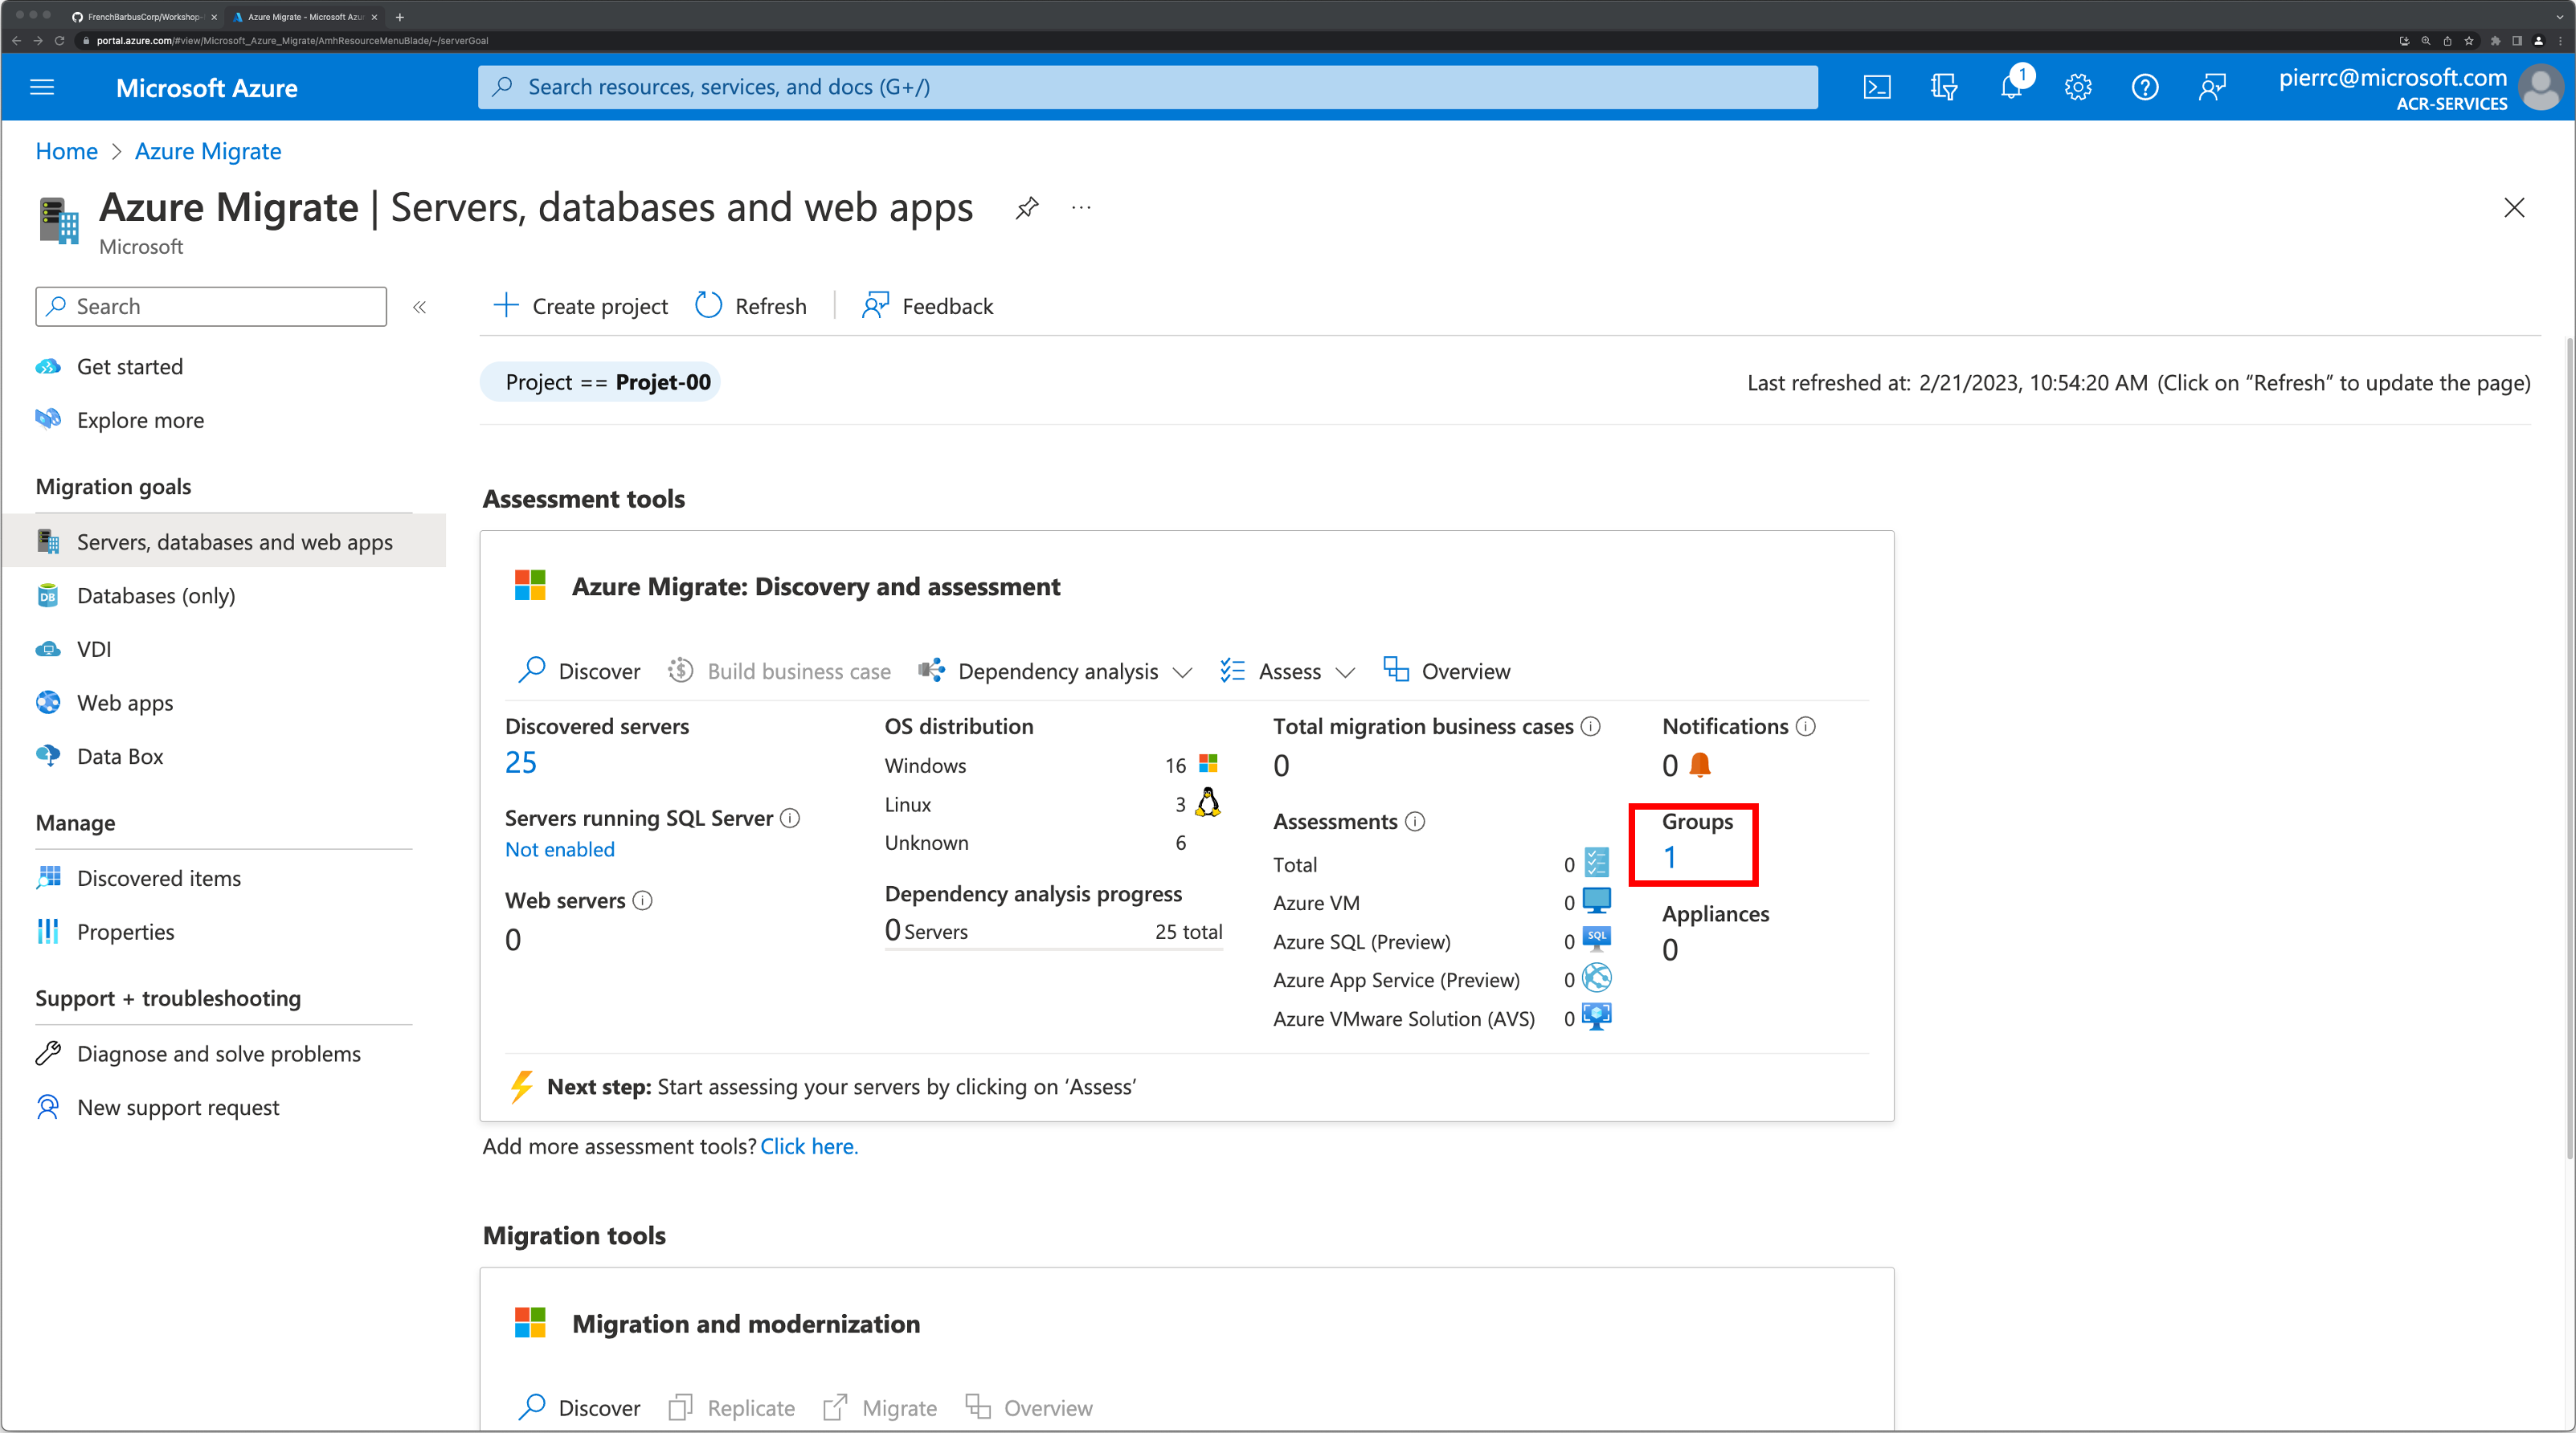 FrenchBarbusCorp/Workshop-
Azure Migrate - Microsoft Azu
portal.azure.com/#view/Microsoft_Azure_Migrate/AmhResourceMenuBlade/~/serverGoal
Microsoft Azure
Search resources, services, and docs (G+/)
1
pierrc@microsoft.com
ACR-SERVICES
Home > Azure Migrate
Azure Migrate | Servers, databases and web apps
Microsoft
Search
Get started
Explore more
Migration goals
Servers, databases and web apps
Databases (only)
VDI
Web apps
Data Box
Manage
Discovered items
Properties
Support + troubleshooting
Diagnose and solve problems
New support request
Create project
Refresh
Feedback
Project == Projet-00
Last refreshed at: 2/21/2023, 10:54:20 AM (Click on “Refresh” to update the page)
Assessment tools
Azure Migrate: Discovery and assessment
Discover
Build business case
Dependency analysis
Assess
Overview
Discovered servers
25
Servers running SQL Server
Not enabled
Web servers
0
OS distribution
Windows 16
Linux 3
Unknown 6
Dependency analysis progress
0 Servers 25 total
Total migration business cases
0
Assessments
Total 0
Azure VM 0
Azure SQL (Preview) 0 SQL
Azure App Service (Preview) 0
Azure VMware Solution (AVS) 0
Notifications
0
Groups
1
Appliances
0
Next step: Start assessing your servers by clicking on ‘Assess’
Add more assessment tools? Click here.
Migration tools
Migration and modernization
Discover
Replicate
Migrate
Overview